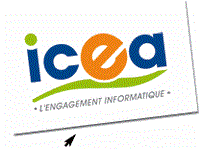 icea
• L'ENGAGEMENT INFORMATIQUE •